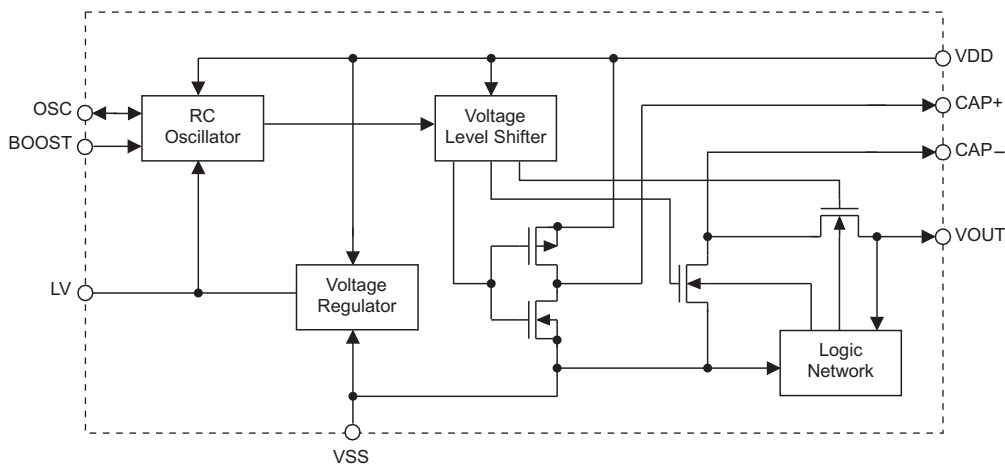 VDD
OSC
RC
Oscillator
Voltage
Level Shifter
CAP+
BOOST
CAP–
VOUT
LV
Voltage
Regulator
Logic
Network
VSS